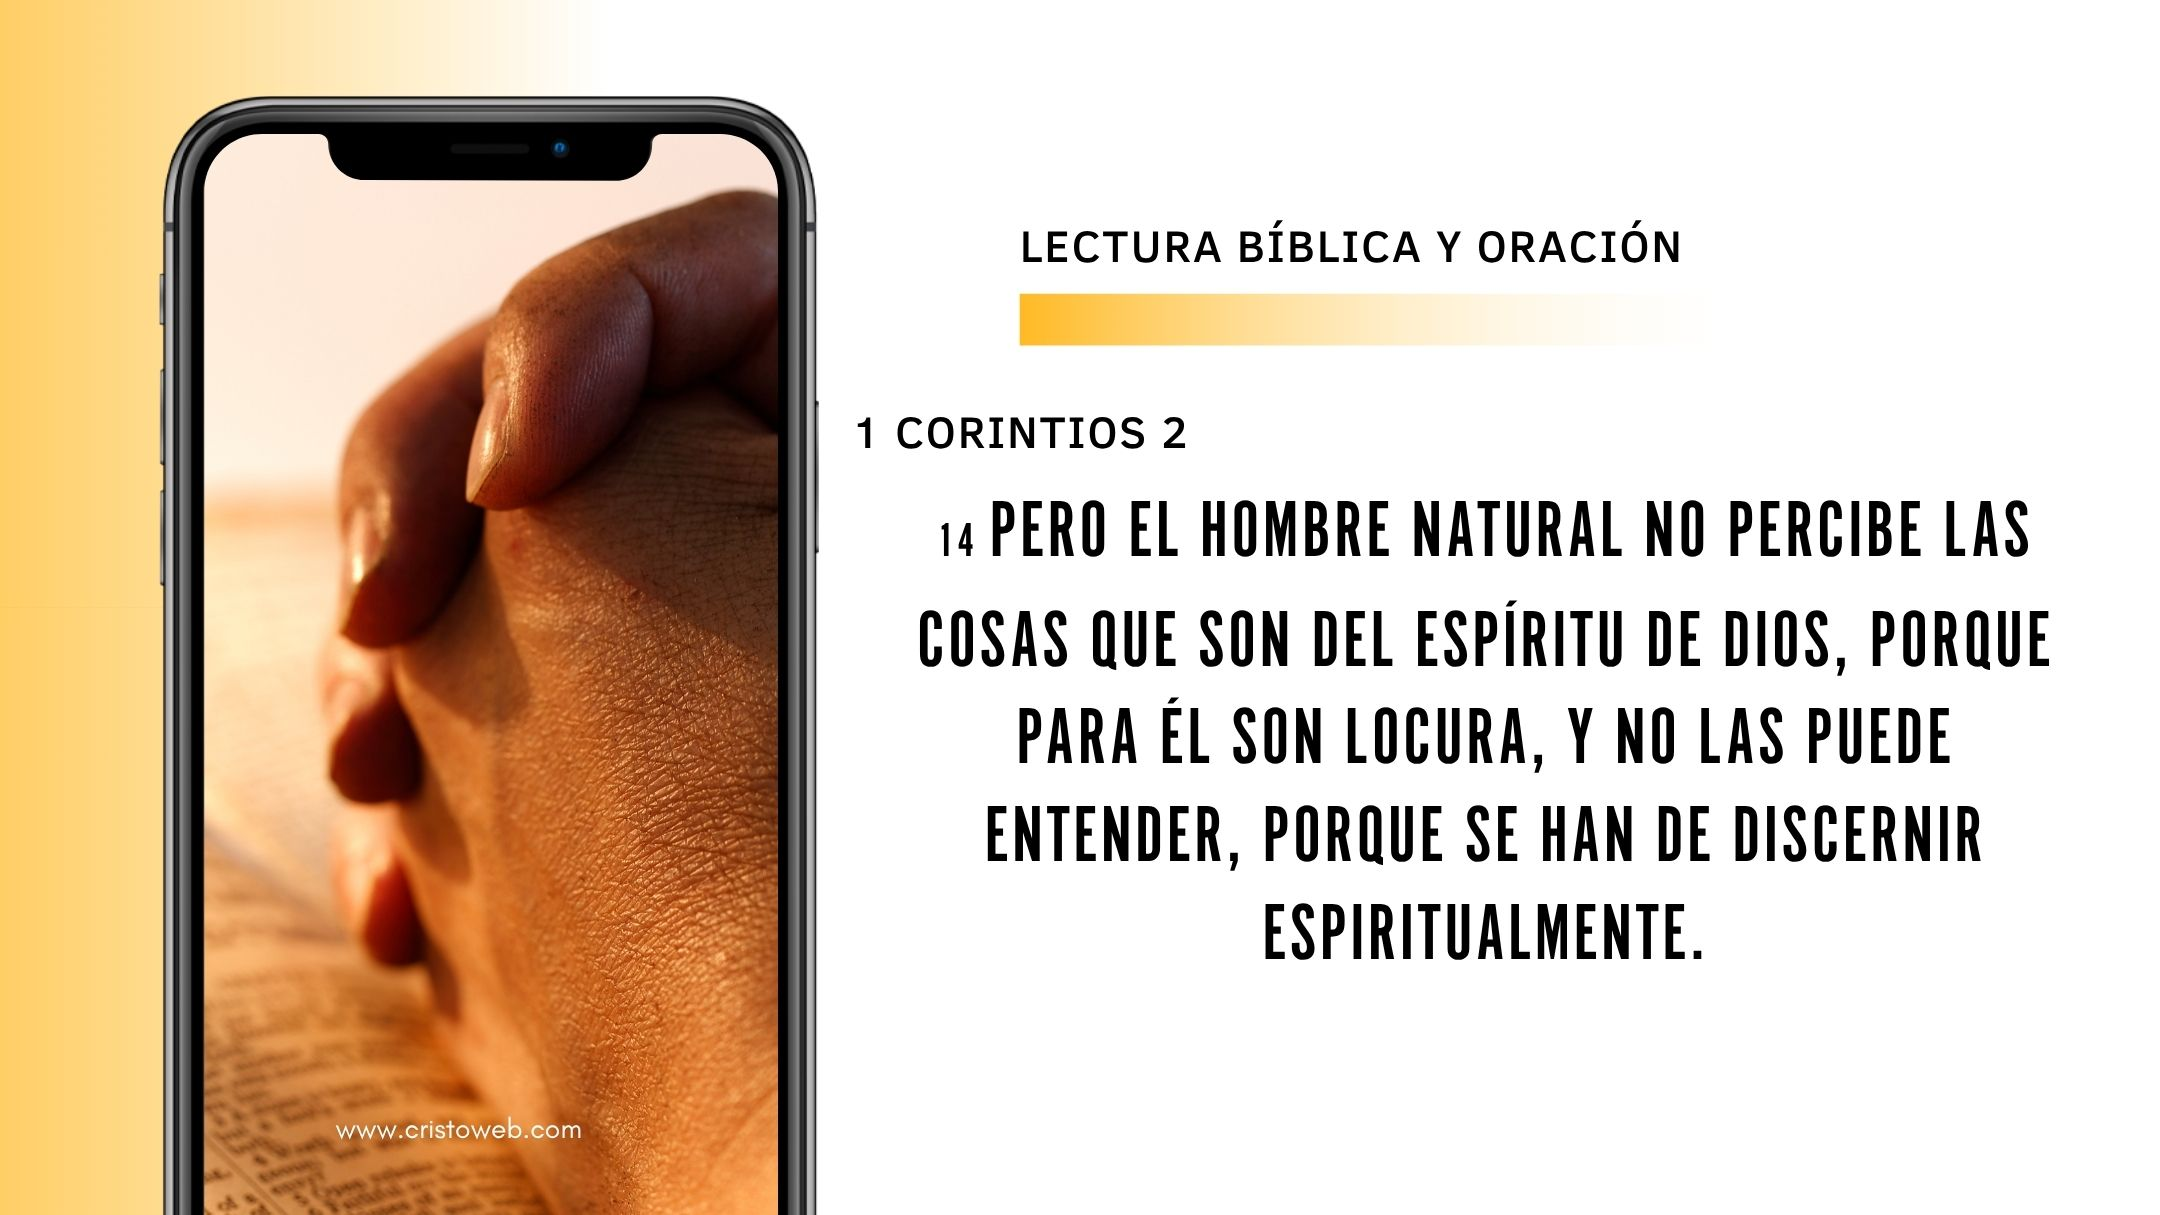 LECTURA BÍBLICA Y ORACIÓN
1 CORINTIOS 2
14 PERO EL HOMBRE NATURAL NO PERCIBE LAS
COSAS QUE SON DEL ESPÍRITU DE DIOS, PORQUE
PARA ÉL SON LOCURA, Y NO LAS PUEDE
ENTENDER, PORQUE SE HAN DE DISCERNIR
ESPIRITUALMENTE.
www.cristoweb.com